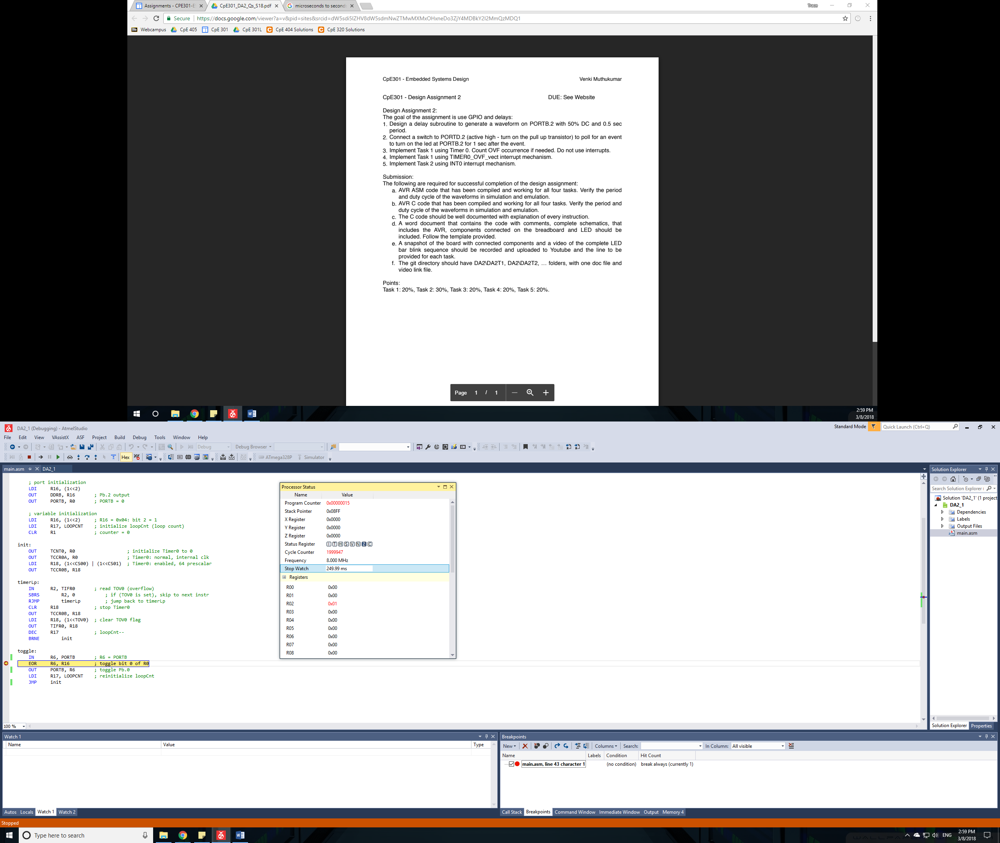 Assignments - CPE301-E
CpE301_DA2_Qs_S18.pdf
microseconds to second
Trace
Secure
https://docs.google.com/viewer?a=v&pid=sites&srcid=dW5sdi5lZHV8dW5sdmNwZTMwMXMxOHxneDo3ZjY4MDBkY2I2MmQzMDQ1
Webcampus CpE 405 CpE 301 CpE 301L CpE 404 Solutions CpE 320 Solutions
CpE301 - Embedded Systems Design Venki Muthukumar
CpE301 - Design Assignment 2 DUE: See Website
Design Assignment 2:
The goal of the assignment is use GPIO and delays:
1. Design a delay subroutine to generate a waveform on PORTB.2 with 50% DC and 0.5 sec
period.
2. Connect a switch to PORTD.2 (active high - turn on the pull up transistor) to poll for an event
to turn on the led at PORTB.2 for 1 sec after the event.
3. Implement Task 1 using Timer 0. Count OVF occurrence if needed. Do not use interrupts.
4. Implement Task 1 using TIMER0_OVF_vect interrupt mechanism.
5. Implement Task 2 using INT0 interrupt mechanism.
Submission:
The following are required for successful completion of the design assignment:
a. AVR ASM code that has been compiled and working for all four tasks. Verify the period
and duty cycle of the waveforms in simulation and emulation.
b. AVR C code that has been compiled and working for all four tasks. Verify the period and
duty cycle of the waveforms in simulation and emulation.
c. The C code should be well documented with explanation of every instruction.
d. A word document that contains the code with comments, complete schematics, that
includes the AVR, components connected on the breadboard and LED should be
included. Follow the template provided.
e. A snapshot of the board with connected components and a video of the complete LED
bar blink sequence should be recorded and uploaded to Youtube and the line to be
provided for each task.
f. The git directory should have DA2\DA2T1, DA2\DA2T2, … folders, with one doc file and
video link file.
Points:
Task 1: 20%, Task 2: 30%, Task 3: 20%, Task 4: 20%, Task 5: 20%.
Page 1 / 1
2:59 PM
3/8/2018
DA2_1 (Debugging) - AtmelStudio
Standard Mode
Quick Launch (Ctrl+Q)
File Edit View VAssistX ASF Project Build Debug Tools Window Help
Debug
Debug Browser
Hex
ATmega328P
Simulator
main.asm
DA2_1
; port initialization
LDI R16, (1<<2)
OUT DDRB, R16 ; Pb.2 output
OUT PORTB, R0 ; PORTB = 0
; variable initialization
LDI R16, (1<<2) ; R16 = 0x04: bit 2 = 1
LDI R17, LOOPCNT ; initialize loopCnt (loop count)
CLR R1 ; counter = 0
init:
OUT TCNT0, R0 ; initialize Timer0 to 0
OUT TCCR0A, R0 ; Timer0: normal, internal clk
LDI R18, (1<<CS00) | (1<<CS01) ; Timer0: enabled, 64 prescalar
OUT TCCR0B, R18
timerLp:
IN R2, TIFR0 ; read TOV0 (overflow)
SBRS R2, 0 ; if (TOV0 is set), skip to next instr
RJMP timerLp ; jump back to timerLp
CLR R18 ; stop Timer0
OUT TCCR0B, R18
LDI R18, (1<<TOV0) ; clear TOV0 flag
OUT TIFR0, R18
DEC R17 ; loopCnt--
BRNE init
toggle:
IN R6, PORTB ; R6 = PORTB
EOR R6, R16 ; toggle bit 0 of R0
OUT PORTB, R6 ; toggle Pb.0
LDI R17, LOOPCNT ; reinitialize loopCnt
JMP init
100 %
Processor Status
Name Value
Program Counter 0x00000015
Stack Pointer 0x08FF
X Register 0x0000
Y Register 0x0000
Z Register 0x0000
Status Register I T H S V N Z C
Cycle Counter 1999947
Frequency 8.000 MHz
Stop Watch 249.99 ms
Registers
R00 0x00
R01 0x00
R02 0x01
R03 0x00
R04 0x00
R05 0x00
R06 0x00
R07 0x00
R08 0x00
Solution Explorer
Search Solution Explorer (
Solution 'DA2_1' (1 project
DA2_1
Dependencies
Labels
Output Files
main.asm
Solution Explorer Properties
Watch 1
Name Value Type
Autos Locals Watch 1 Watch 2
Breakpoints
New Columns Search: In Column: All visible
Name Labels Condition Hit Count
main.asm, line 43 character 1 (no condition) break always (currently 1)
Call Stack Breakpoints Command Window Immediate Window Output Memory 4
Stopped
Type here to search
ENG
2:59 PM
3/8/2018